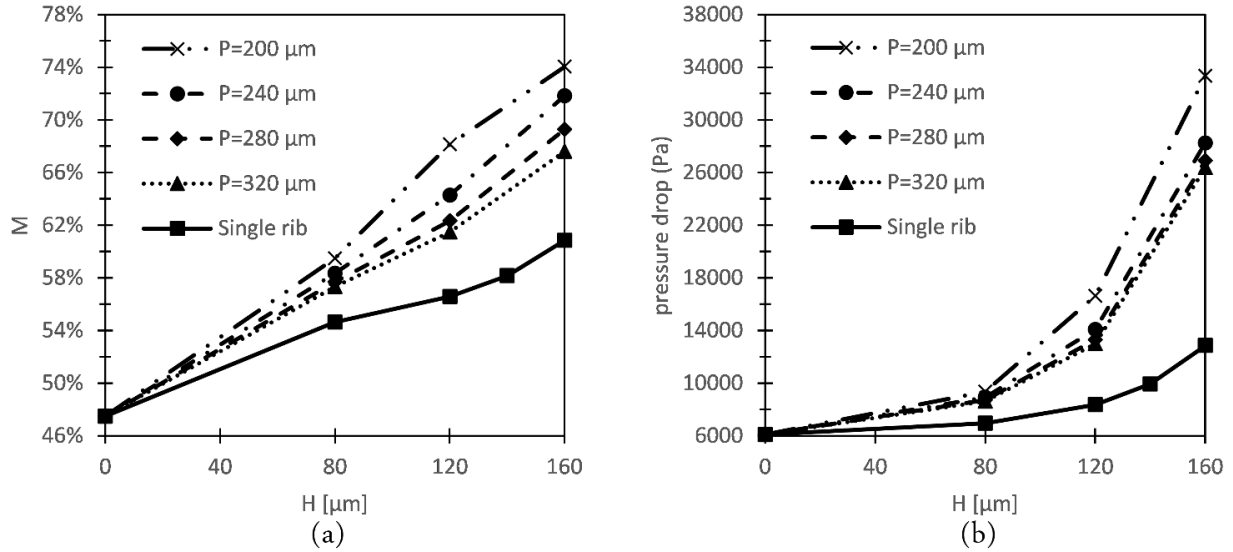 78%
74%
70%
66%
62%
58%
54%
50%
46%
M
P=200 µm
P=240 µm
P=280 µm
P=320 µm
Single rib
0 40 80 120 160
H [µm]
(a)
38000
34000
30000
26000
22000
18000
14000
10000
6000
pressure drop (Pa)
P=200 µm
P=240 µm
P=280 µm
P=320 µm
Single rib
0 40 80 120 160
H [µm]
(b)